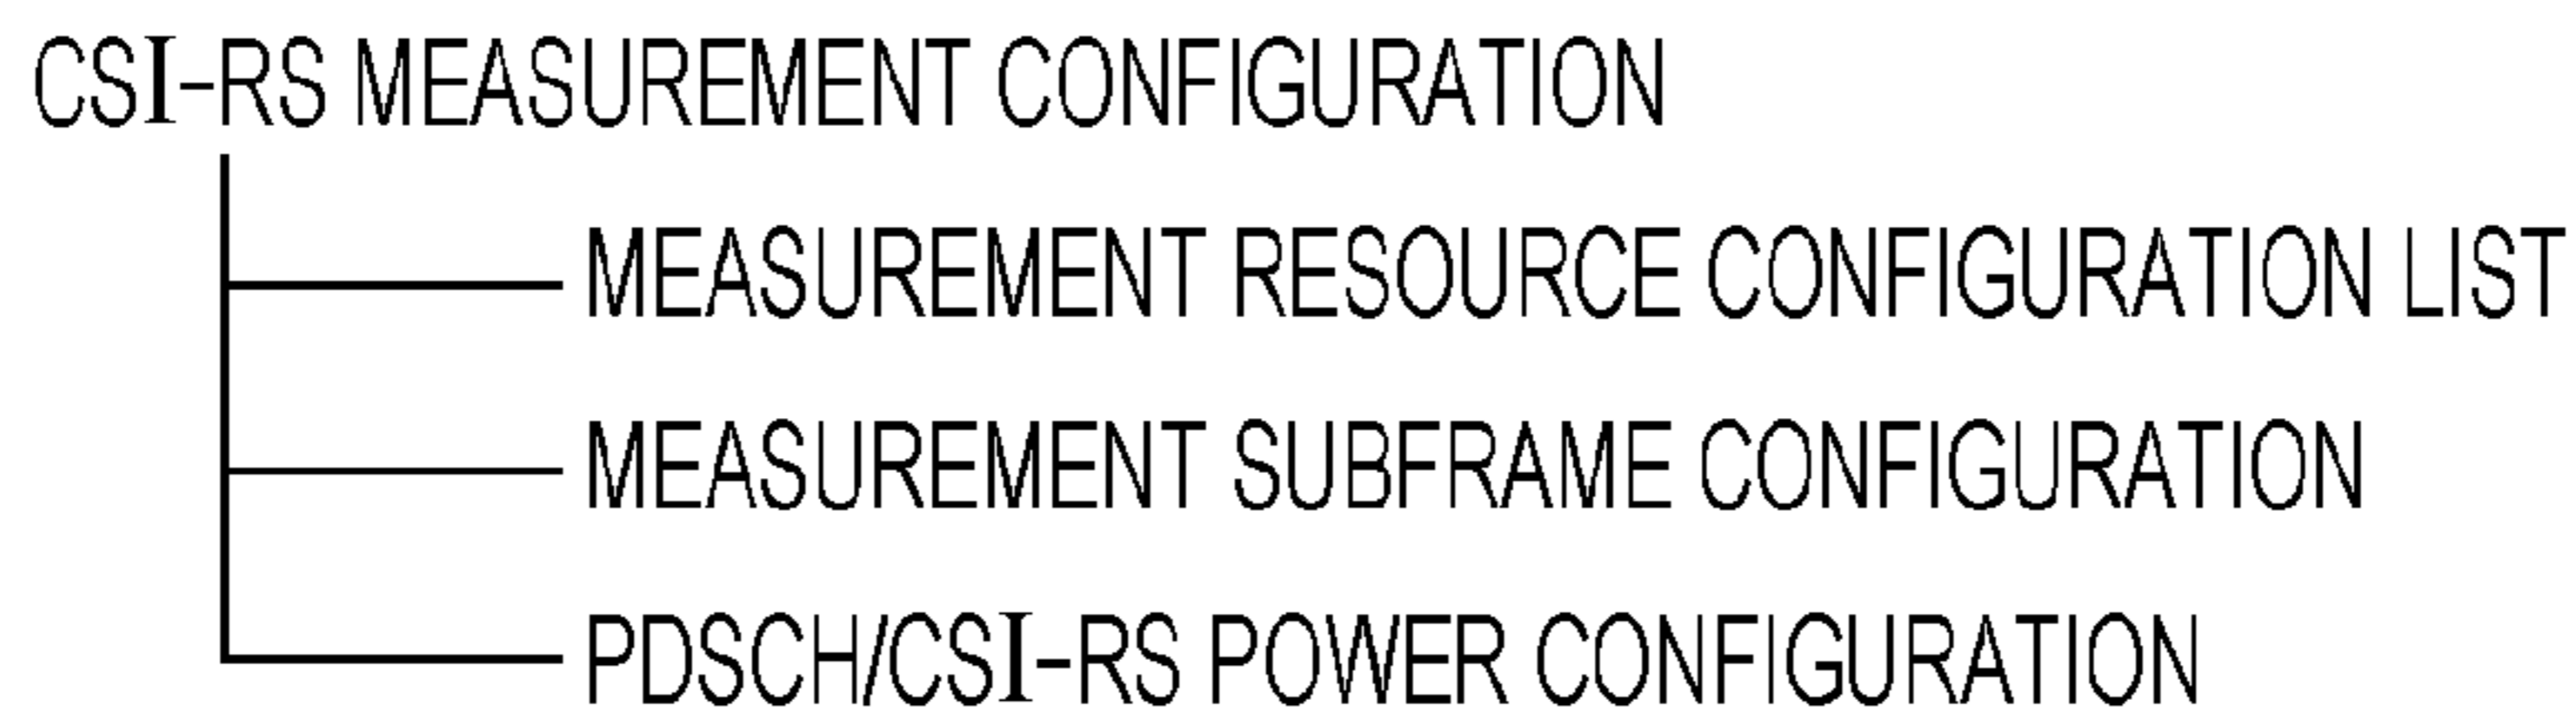 CSI-RS MEASUREMENT CONFIGURATION
MEASUREMENT RESOURCE CONFIGURATION LIST
MEASUREMENT SUBFRAME CONFIGURATION
PDSCH/CSI-RS POWER CONFIGURATION